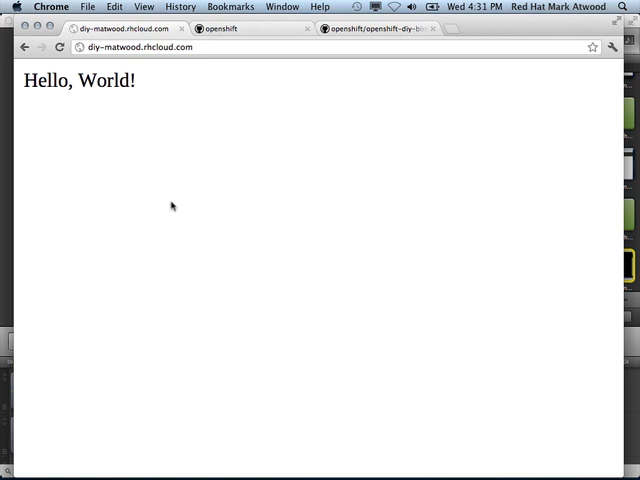 Chrome File Edit View History Bookmarks Window Help Wed 4:31 PM Red Hat Mark Atwood
diy-matwood.rhcloud.com openshift openshift/openshift-diy-bin
diy-matwood.rhcloud.com
Hello, World!